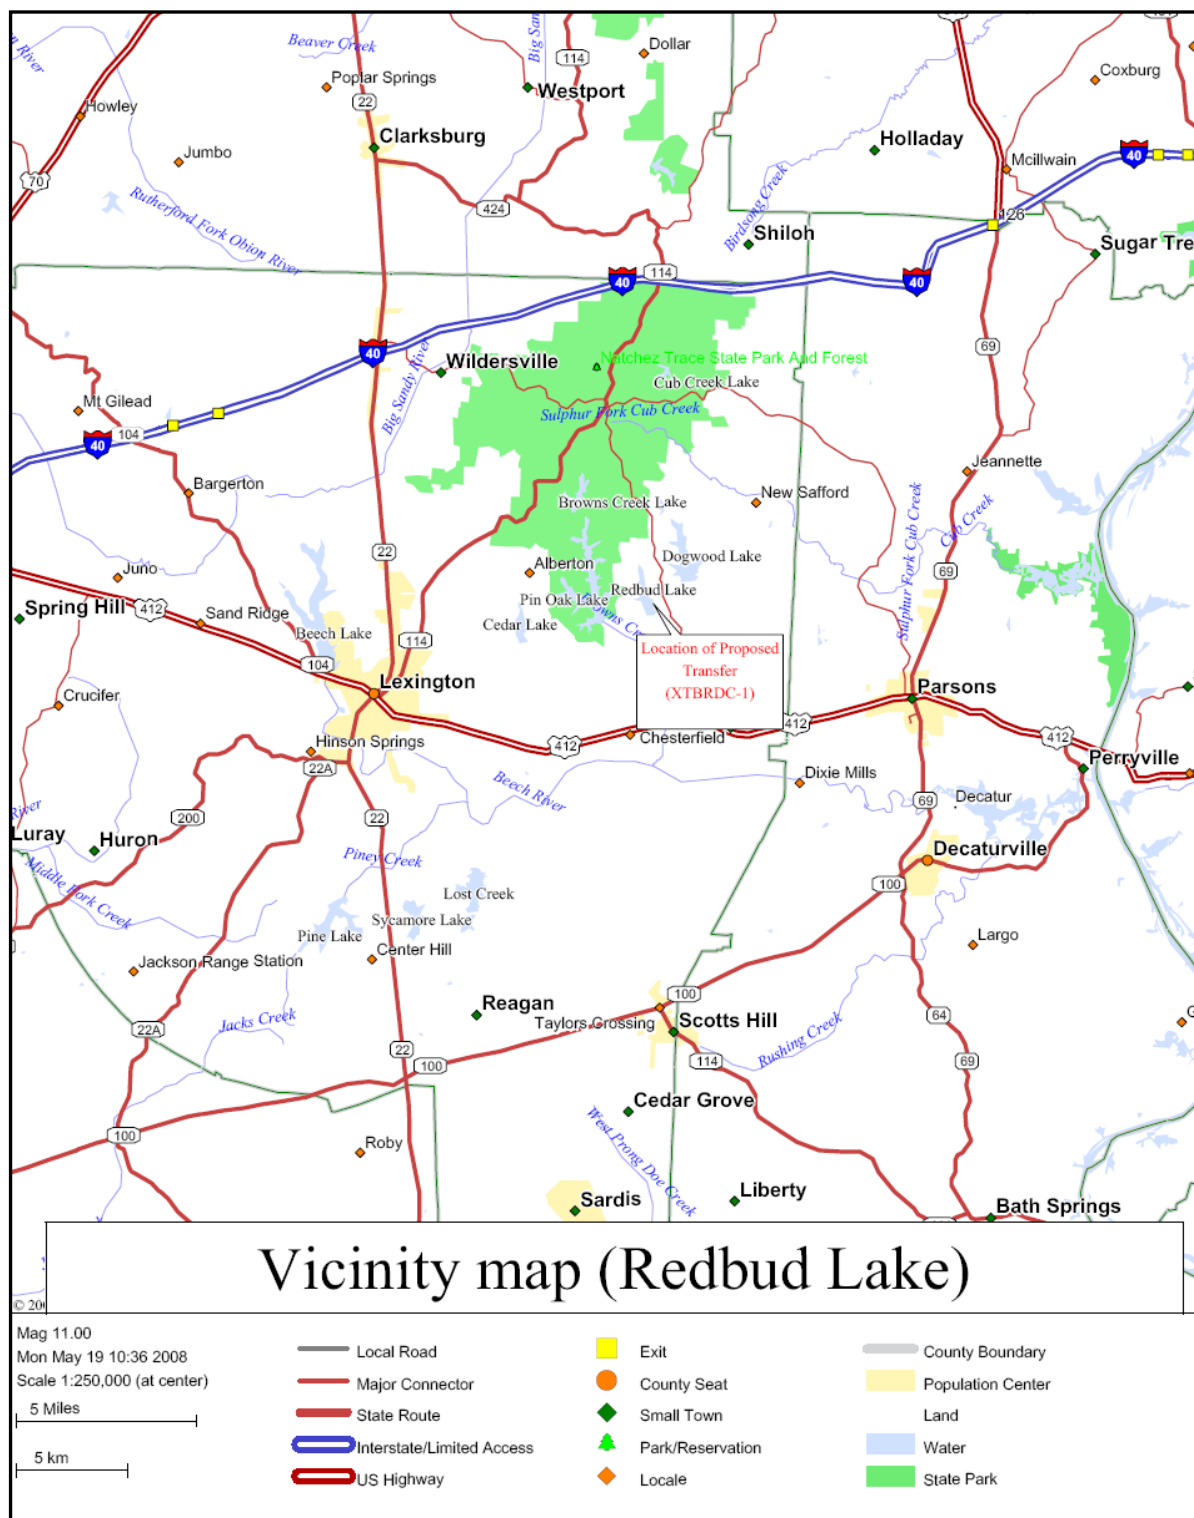 Beaver Creek
Big Sandy
114
Dollar
Coxburg
Poplar Springs
Westport
22
Howley
Clarksburg
Holladay
Jumbo
Mcillwain
40
70
Rutherford Fork Obion River
424
Birdsong Creek
126
Shiloh
Sugar Tre
40
114
40
69
40
Wildersville
Natchez Trace State Park And Forest
Cub Creek Lake
Big Sandy River
Sulphur Fork Cub Creek
Mt Gilead
104
40
Jeannette
Bargerton
New Safford
Browns Creek Lake
Sulphur Fork Cub Creek
Cub Creek
22
Dogwood Lake
Juno
Alberton
69
Redbud Lake
Spring Hill
412
Sand Ridge
Pin Oak Lake
Browns Cr
Cedar Lake
Beech Lake
114
104
Location of Proposed
Transfer
(XTBRDC-1)
Lexington
Parsons
Crucifer
412
412
412
Chesterfield
Hinson Springs
22A
Perryville
Beech River
Dixie Mills
69
Decatur
River
200
22
Luray
Huron
Decaturville
Piney Creek
Middle Fork Creek
100
Lost Creek
Sycamore Lake
Pine Lake
Largo
Center Hill
Jackson Range Station
100
Reagan
Jacks Creek
22A
Taylors Crossing
Scotts Hill
64
Rushing Creek
22
100
114
69
Cedar Grove
100
West Prong Doe Creek
Roby
Liberty
Sardis
Bath Springs
Vicinity map (Redbud Lake)
Mag 11.00
Mon May 19 10:36 2008
Scale 1:250,000 (at center)
5 Miles
5 km
Local Road
Major Connector
State Route
Interstate/Limited Access
US Highway
Exit
County Seat
Small Town
Park/Reservation
Locale
County Boundary
Population Center
Land
Water
State Park